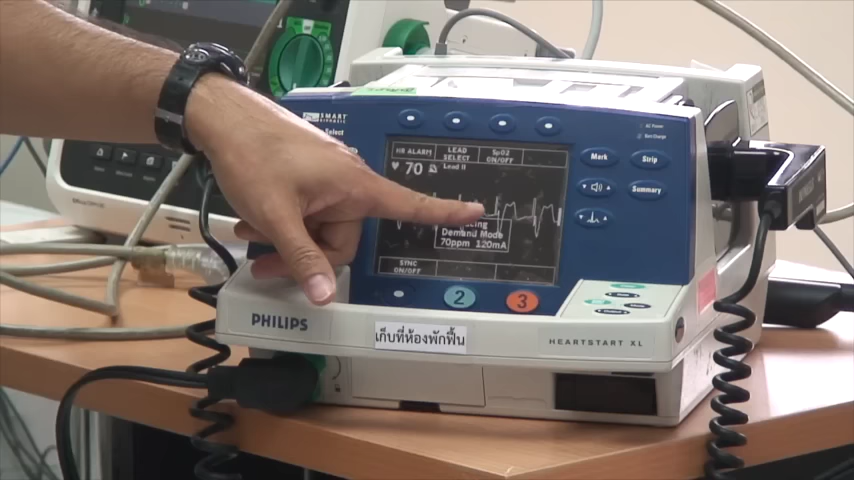 SMART
HR ALARM
LEAD SELECT
SpO2 ON/OFF
70
Lead II
Demand Mode
70ppm 120mA
SYNC ON/OFF
Mark
Strip
Summary
2
3
PHILIPS
เก็บที่ห้องพักฟื้น
HEARTSTART XL